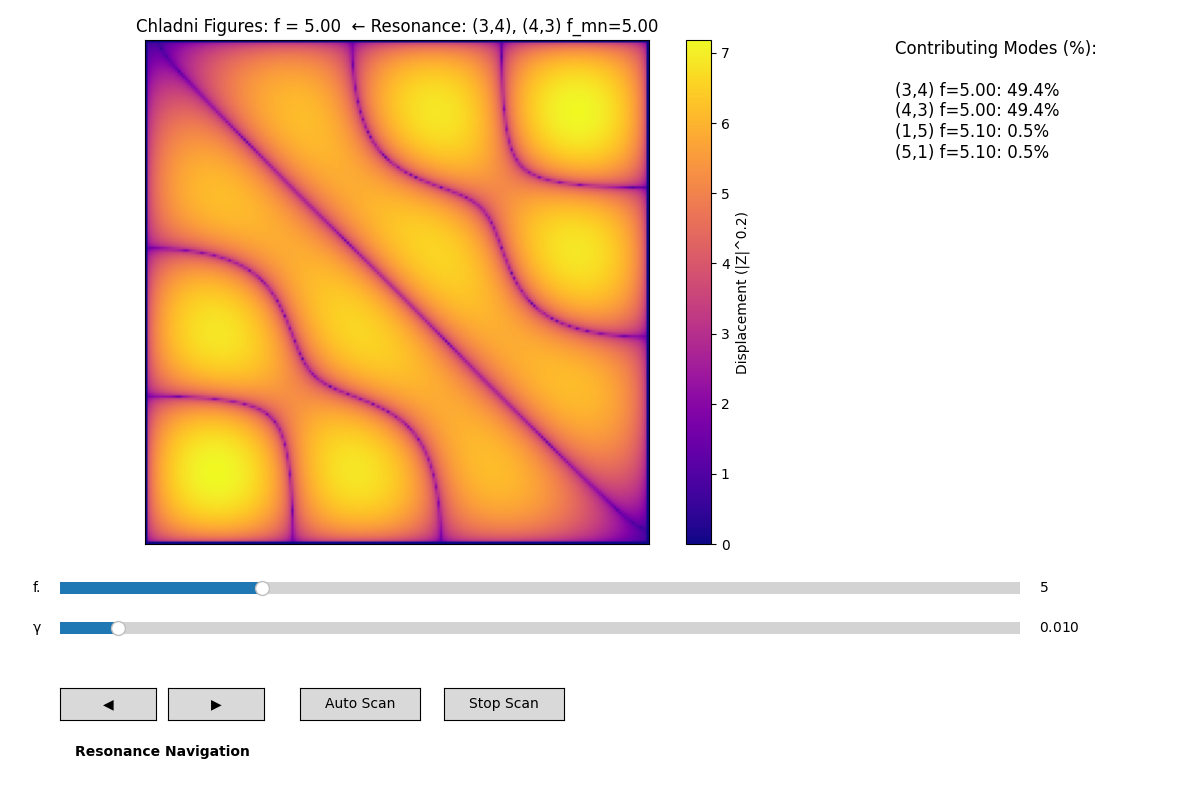 Chladni Figures: f = 5.00 ← Resonance: (3,4), (4,3) f_mn=5.00
7
6
5
4
3
2
1
0
Displacement (|Z|^0.2)
Contributing Modes (%):
(3,4) f=5.00: 49.4%
(4,3) f=5.00: 49.4%
(1,5) f=5.10: 0.5%
(5,1) f=5.10: 0.5%
f.
5
γ
0.010
◄
►
Auto Scan
Stop Scan
Resonance Navigation